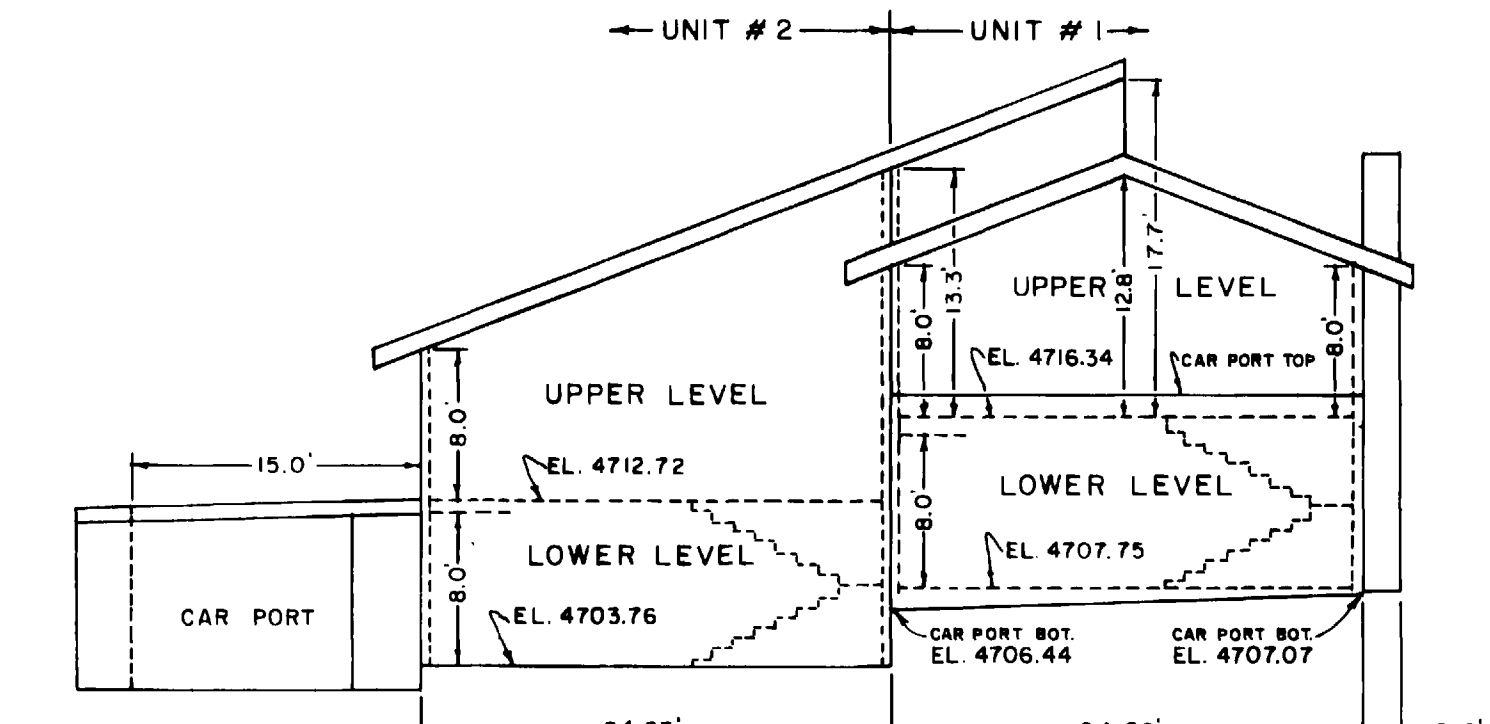 UNIT # 2
UNIT # 1
17.7'
13.3'
12.8'
UPPER LEVEL
8.0'
8.0'
EL. 4716.34
CAR PORT TOP
UPPER LEVEL
8.0'
15.0'
EL. 4712.72
LOWER LEVEL
8.0'
LOWER LEVEL
EL. 4707.75
8.0'
CAR PORT
EL. 4703.76
CAR PORT BOT.
EL. 4706.44
CAR PORT BOT.
EL. 4707.07